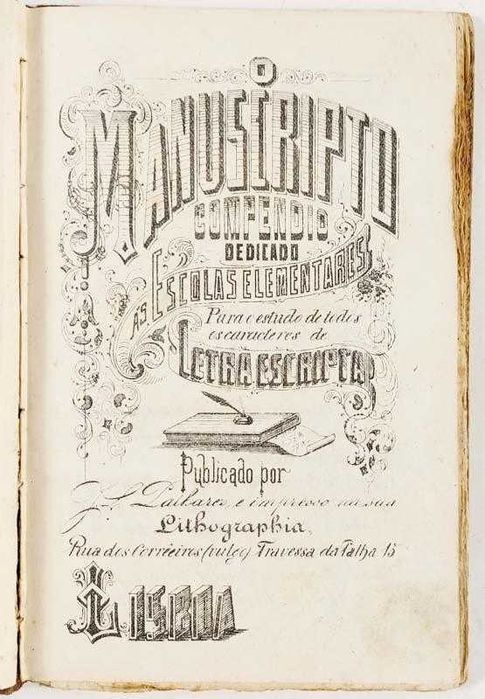 O
MANUSCRIPTO
COMPENDIO
DEDICADO
ÁS ESCOLAS ELEMENTARES
Para o estudo de todos
os caracteres de
LETRA ESCRIPTA
Publicado por
Palhares, e impresso na sua
Lithographia,
Rua dos Correeiros (vulgo) Travessa da Palha 15
LISBOA